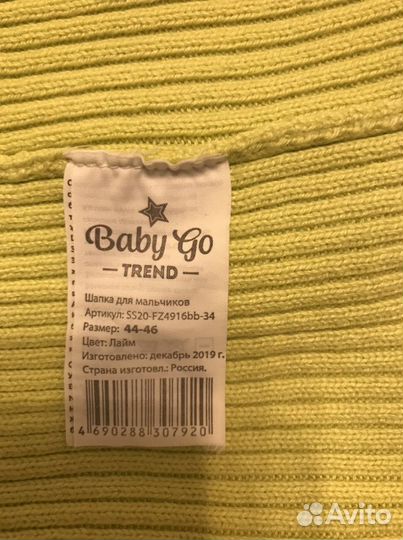 Baby Go
TREND
Шапка для мальчиков
Артикул: SS20-FZ4916bb-34
Размер: 44-46
Цвет: Лайм
Изготовлено: декабрь 2019 г.
Страна изготовл.: Россия.
4 690288 307920
Avito